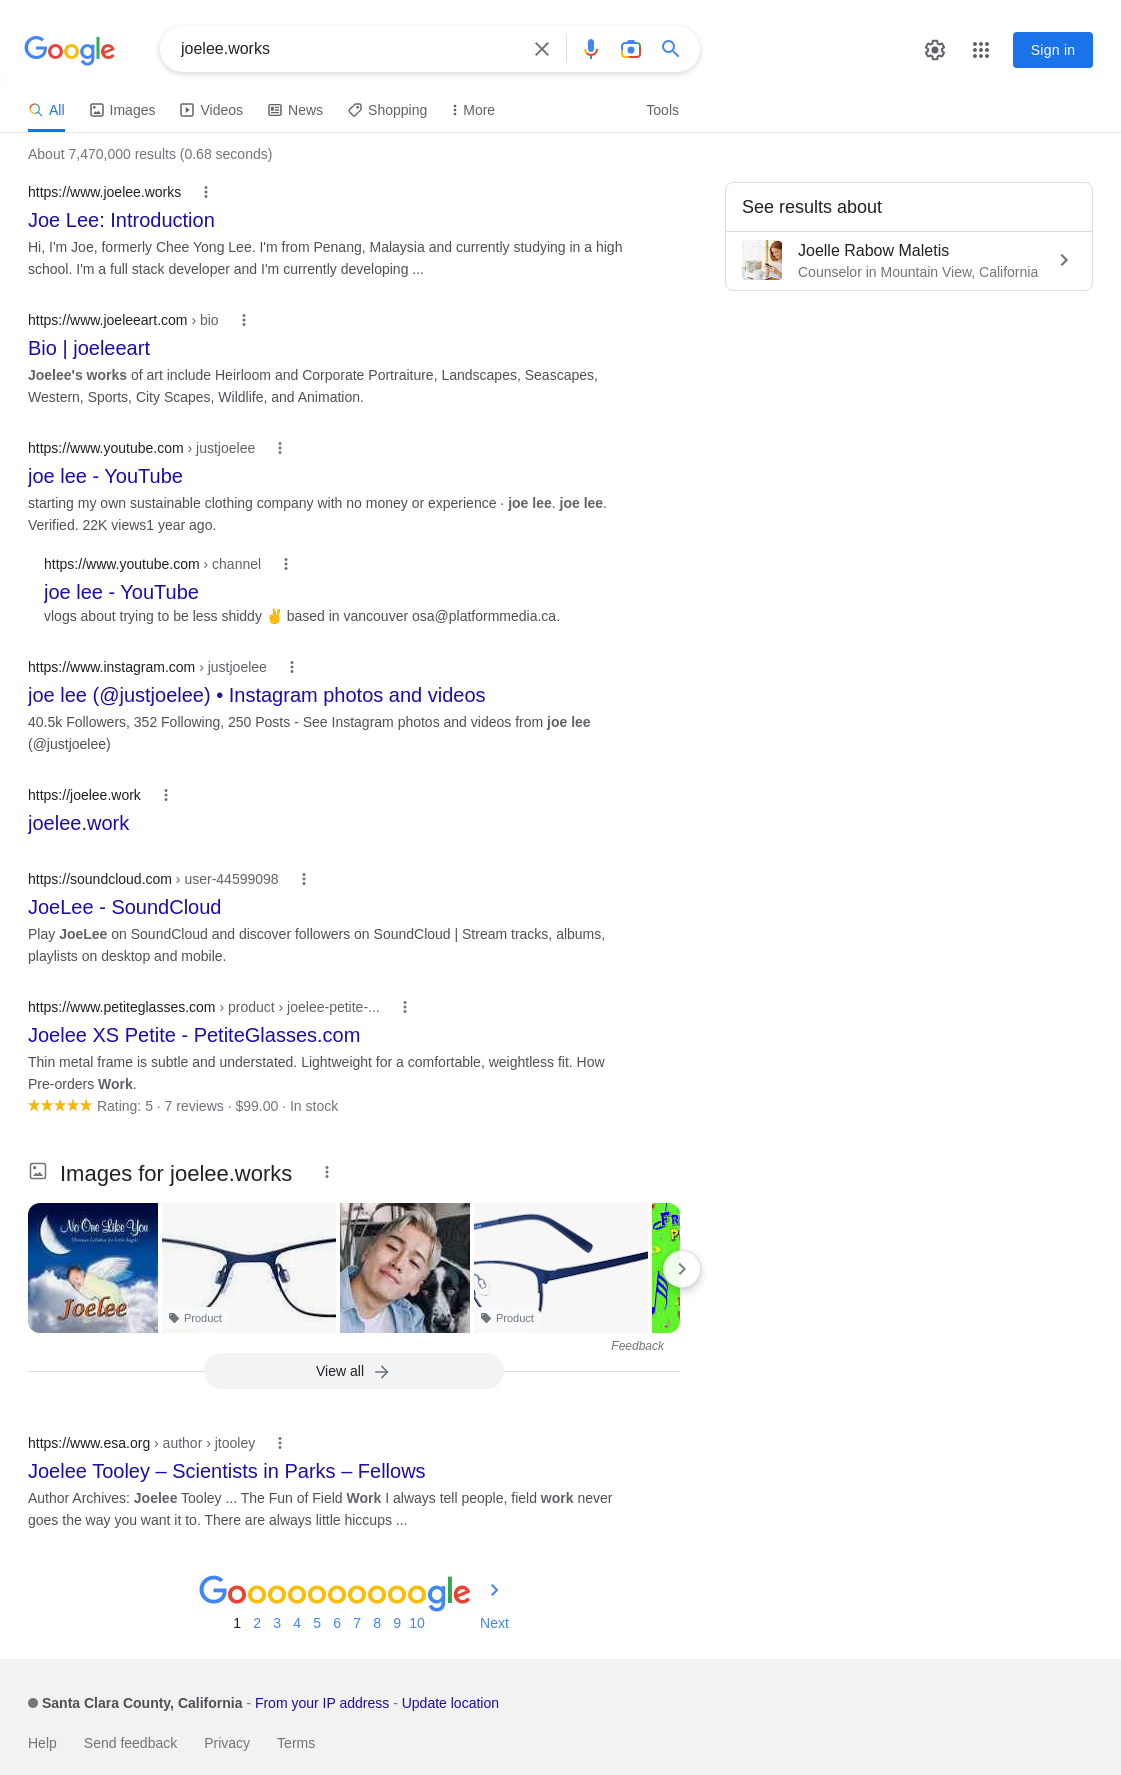 Google
joelee.works
Sign in
All
Images
Videos
News
Shopping
More
Tools
About 7,470,000 results (0.68 seconds)
https://www.joelee.works
Joe Lee: Introduction
Hi, I'm Joe, formerly Chee Yong Lee. I'm from Penang, Malaysia and currently studying in a high
school. I'm a full stack developer and I'm currently developing ...
See results about
Joelle Rabow Maletis
Counselor in Mountain View, California
https://www.joeleeart.com › bio
Bio | joeleeart
Joelee's works of art include Heirloom and Corporate Portraiture, Landscapes, Seascapes,
Western, Sports, City Scapes, Wildlife, and Animation.
https://www.youtube.com › justjoelee
joe lee - YouTube
starting my own sustainable clothing company with no money or experience · joe lee. joe lee.
Verified. 22K views1 year ago.
https://www.youtube.com › channel
joe lee - YouTube
vlogs about trying to be less shiddy ✌ based in vancouver osa@platformmedia.ca.
https://www.instagram.com › justjoelee
joe lee (@justjoelee) • Instagram photos and videos
40.5k Followers, 352 Following, 250 Posts - See Instagram photos and videos from joe lee
(@justjoelee)
https://joelee.work
joelee.work
https://soundcloud.com › user-44599098
JoeLee - SoundCloud
Play JoeLee on SoundCloud and discover followers on SoundCloud | Stream tracks, albums,
playlists on desktop and mobile.
https://www.petiteglasses.com › product › joelee-petite-...
Joelee XS Petite - PetiteGlasses.com
Thin metal frame is subtle and understated. Lightweight for a comfortable, weightless fit. How
Pre-orders Work.
Rating: 5 · 7 reviews · $99.00 · In stock
Images for joelee.works
No One Like You
Joelee
Product
Product
Feedback
View all
https://www.esa.org › author › jtooley
Joelee Tooley – Scientists in Parks – Fellows
Author Archives: Joelee Tooley ... The Fun of Field Work I always tell people, field work never
goes the way you want it to. There are always little hiccups ...
Goooooooooogle
1 2 3 4 5 6 7 8 9 10 Next
Santa Clara County, California - From your IP address - Update location
Help Send feedback Privacy Terms